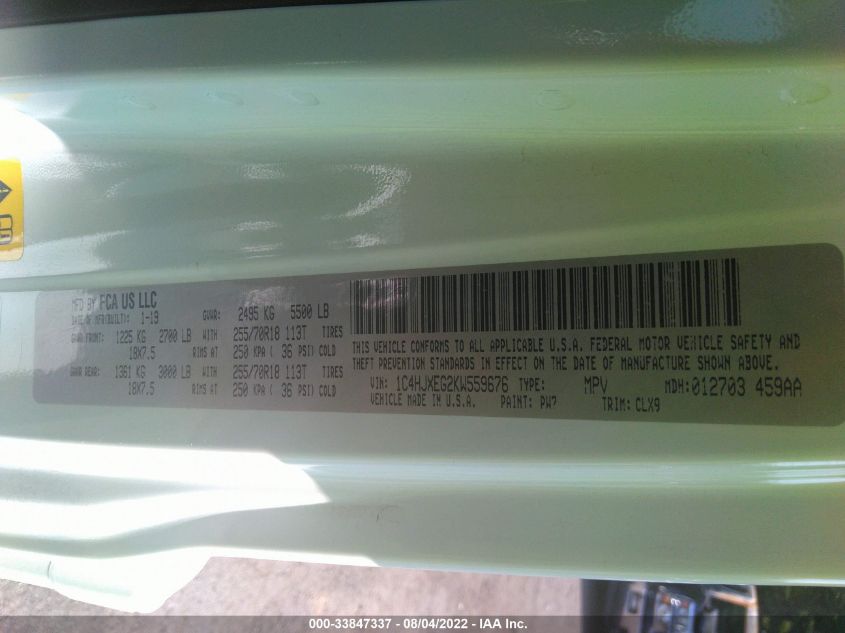 MFD BY FCA US LLC
DATE OF MFR(BUILT): 1-19 GVWR: 2495 KG 5500 LB
GAWR FRONT: 1225 KG 2700 LB WITH 255/70R18 113T TIRES
18X7.5 RIMS AT 250 KPA ( 36 PSI) COLD
GAWR REAR: 1361 KG 3000 LB WITH 255/70R18 113T TIRES
18X7.5 RIMS AT 250 KPA ( 36 PSI) COLD
THIS VEHICLE CONFORMS TO ALL APPLICABLE U.S.A. FEDERAL MOTOR VEHICLE SAFETY AND
THEFT PREVENTION STANDARDS IN EFFECT ON THE DATE OF MANUFACTURE SHOWN ABOVE.
VIN: 1C4HJXEG2KW559676 TYPE: MPV MDH: 012703 459AA
VEHICLE MADE IN U.S.A. PAINT: PW7 TRIM: CLX9
000-33847337 - 08/04/2022 - IAA Inc.